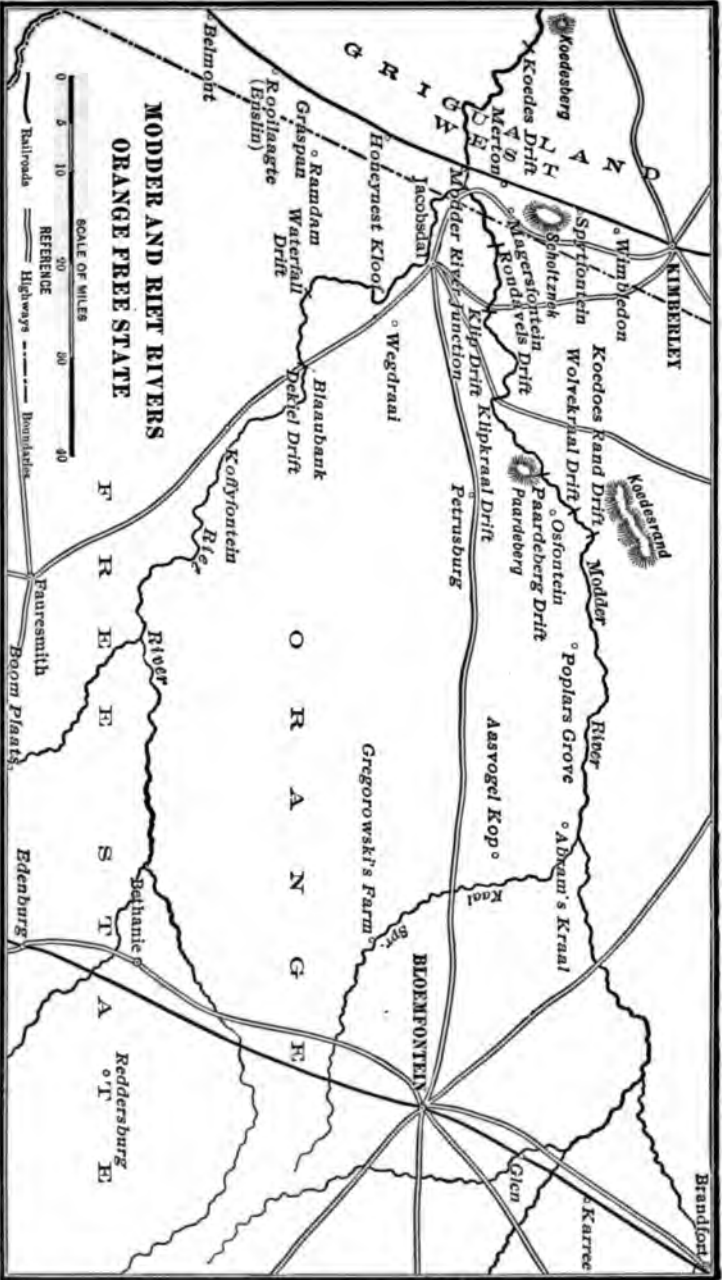 MODDER AND RIET RIVERS
ORANGE FREE STATE
SCALE OF MILES
0 5 10 20 30 40
REFERENCE
Railroads Highways Boundaries
GRIQUALAND
WEST
ORANGE
FREE STATE
KIMBERLEY
Koedesberg
Koedes Drift
Merton
Wimbledon
Spytfontein
Scholtznek
Magersfontein
Rondavels Drift
Modder River Junction
Klip Drift
Klipkraal Drift
Koedoes Rand Drift
Wolvekraal Drift
Koedesrand
Paardeberg Drift
Paardeberg
Osfontein
Modder
River
Poplars Grove
Abram's Kraal
Aasvogel Kop
Kaal
Spr.
Gregorowski's Farm
BLOEMFONTEIN
Brandfort
Karree
Glen
Petrusburg
Jacobsdal
Wegdraai
Honeynest Kloof
Ramdam
Graspan
Waterfall
Drift
Rooilaagte
(Enslin)
Belmont
Blaaubank
Dekiel Drift
Koffyfontein
Riet
River
Fauresmith
Boom Plaats
Bethanie
Edenburg
Reddersburg